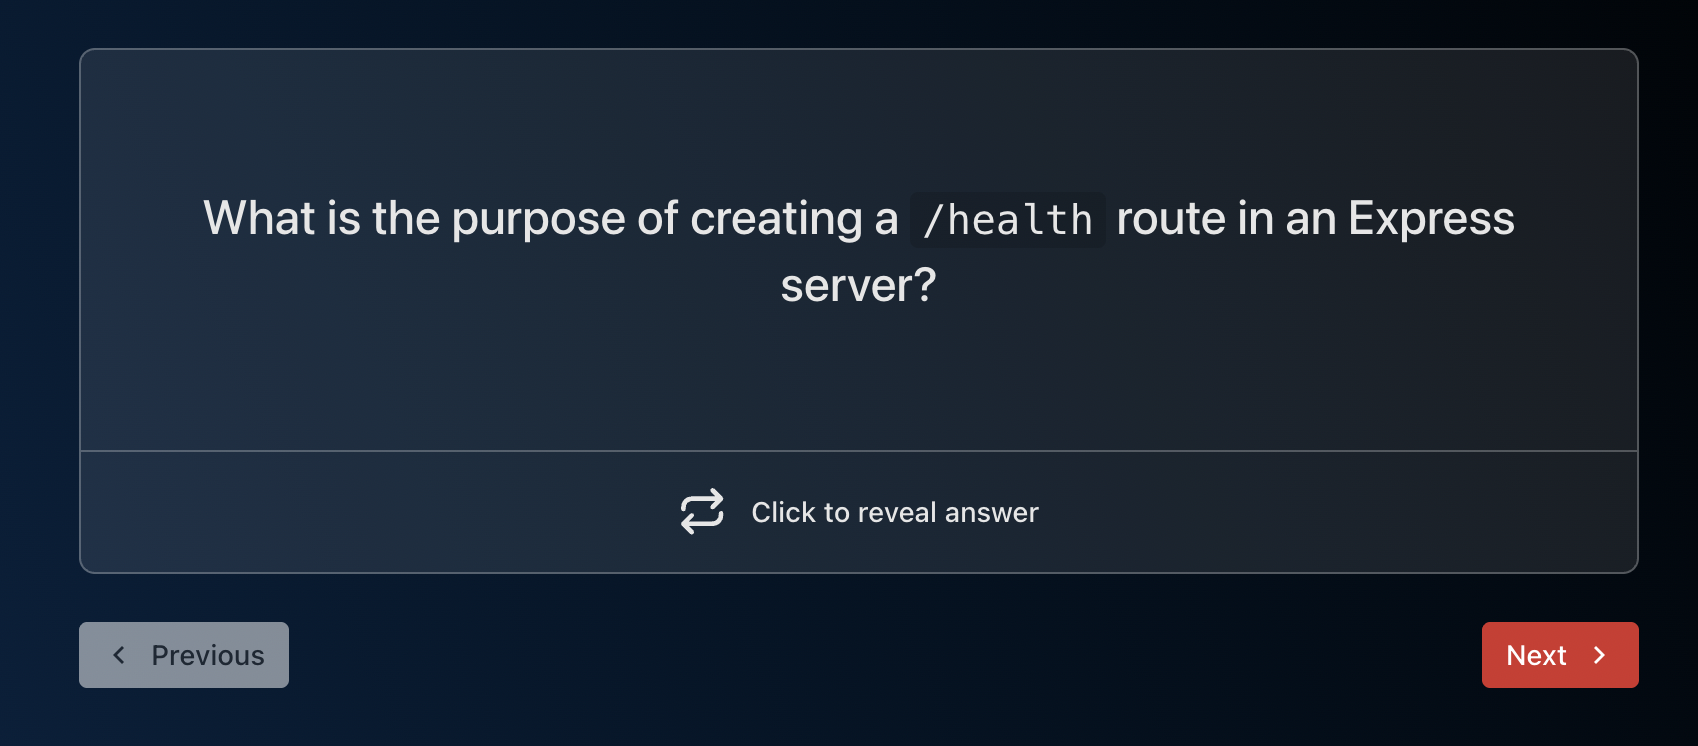 What is the purpose of creating a /health route in an Express
server?
Click to reveal answer
Previous
Next